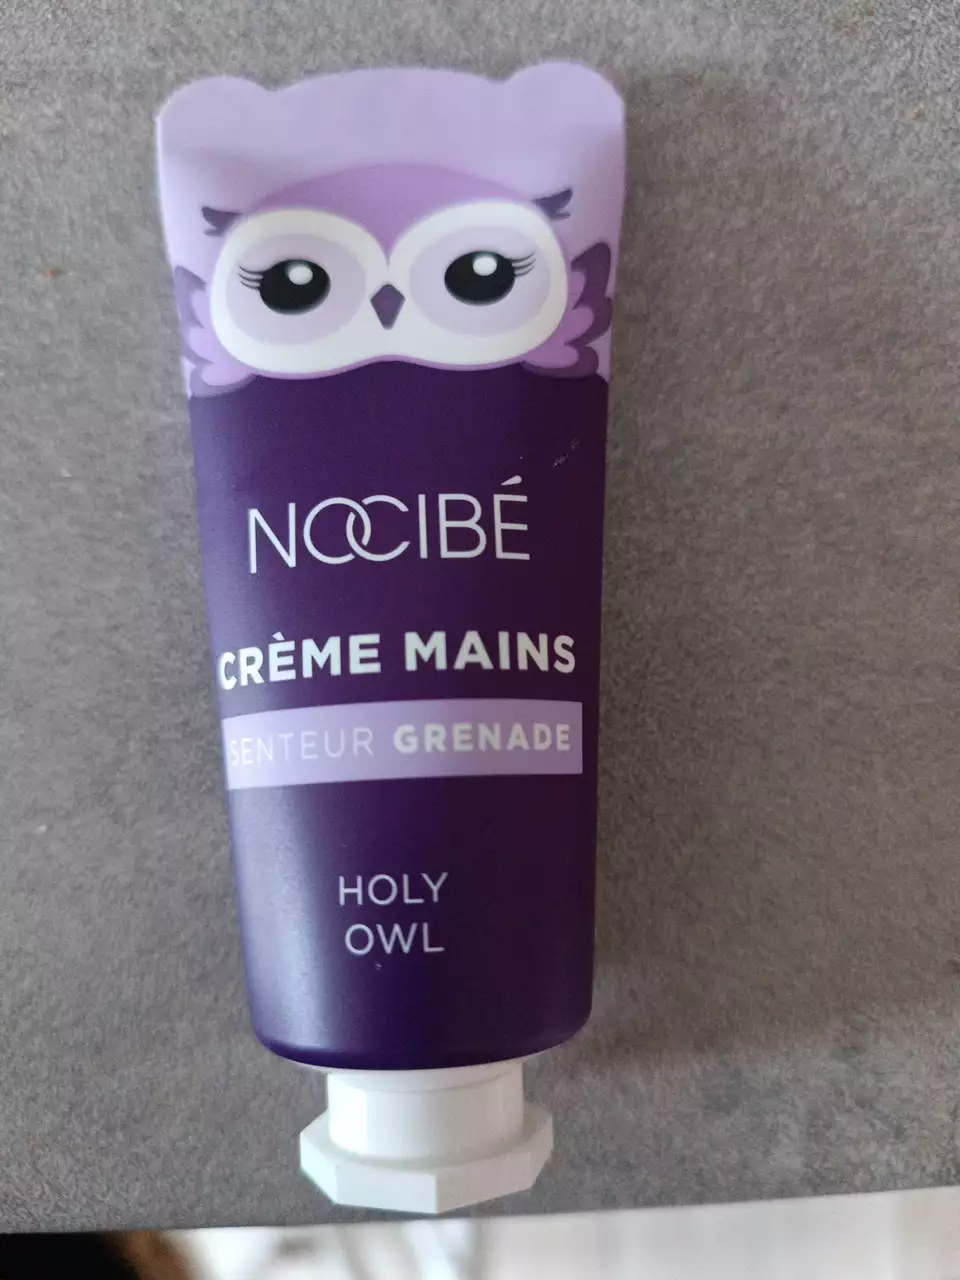 NOCIBÉ
CRÈME MAINS
SENTEUR GRENADE
HOLY
OWL